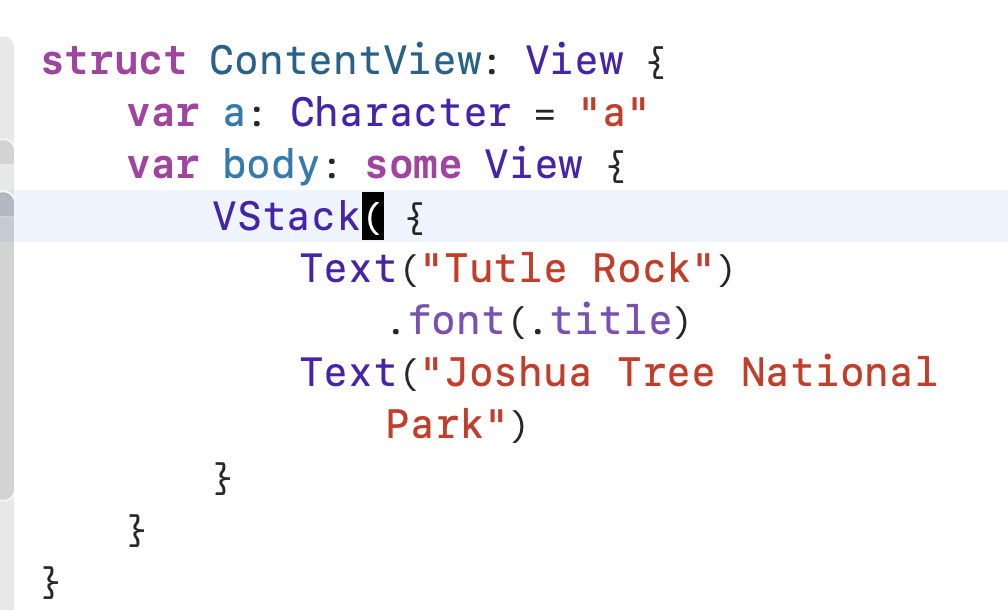 struct ContentView: View {
var a: Character = "a"
var body: some View {
VStack( {
Text("Tutle Rock")
.font(.title)
Text("Joshua Tree National
Park")
}
}
}